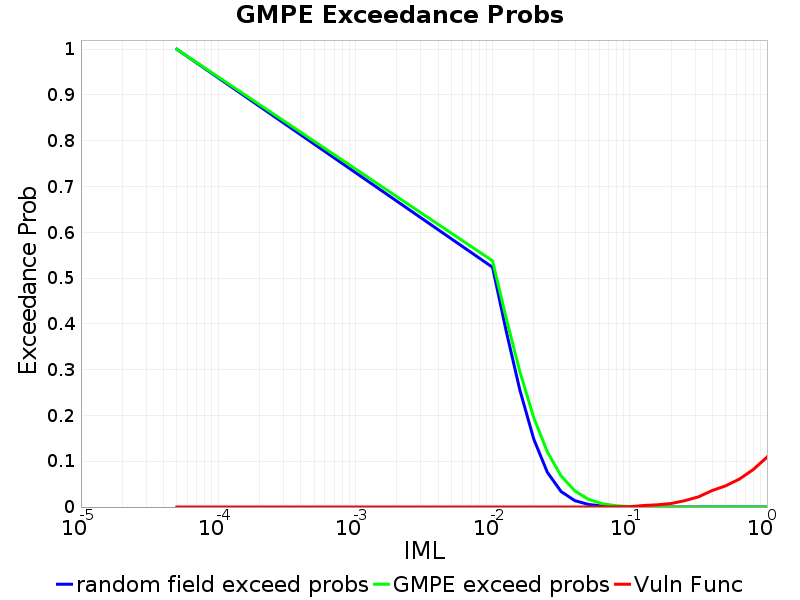 GMPE Exceedance Probs
1
0.9
0.8
0.7
0.6
0.5
0.4
0.3
0.2
0.1
0
Exceedance Prob
10^-5 10^-4 10^-3 10^-2 10^-1 10^0
IML
random field exceed probs GMPE exceed probs Vuln Func